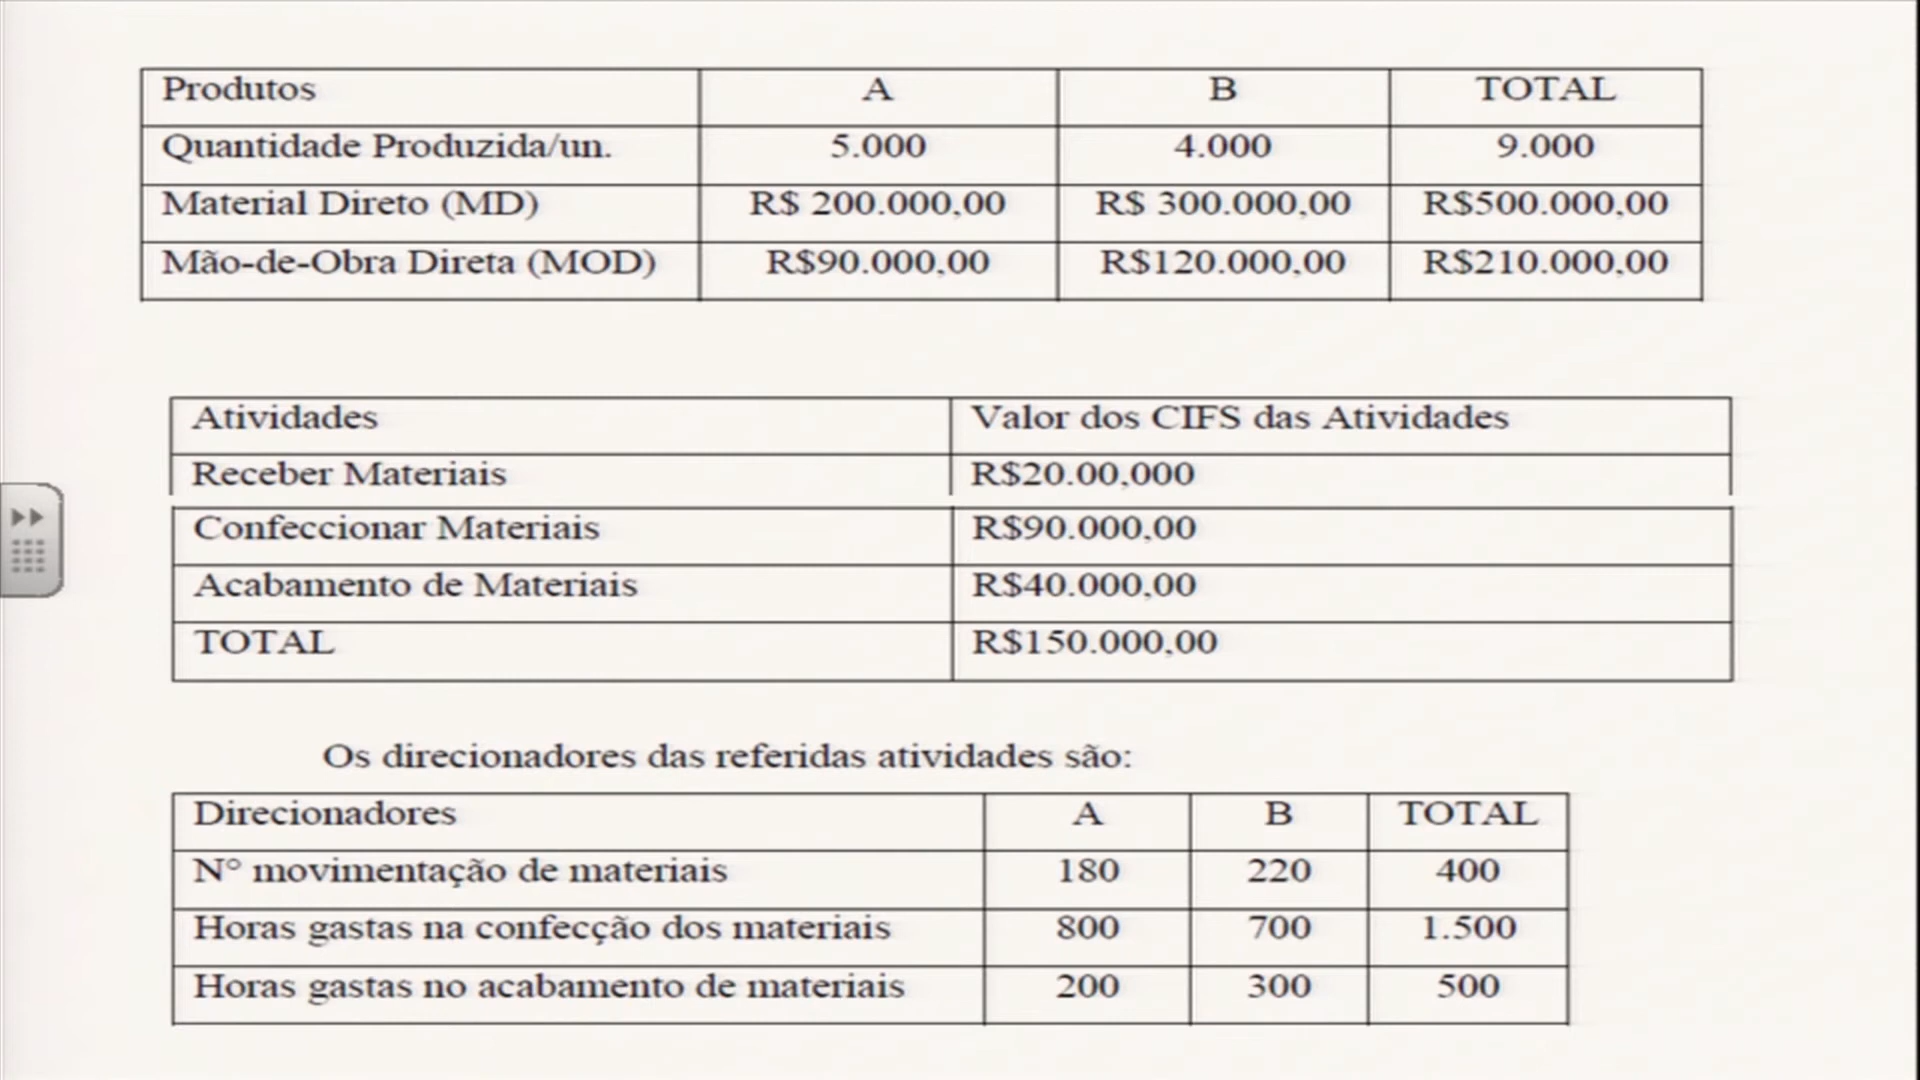 Produtos A B TOTAL
Quantidade Produzida/un. 5.000 4.000 9.000
Material Direto (MD) R$ 200.000,00 R$ 300.000,00 R$500.000,00
Mão-de-Obra Direta (MOD) R$90.000,00 R$120.000,00 R$210.000,00
Atividades Valor dos CIFS das Atividades
Receber Materiais R$20.00,000
Confeccionar Materiais R$90.000,00
Acabamento de Materiais R$40.000,00
TOTAL R$150.000,00
Os direcionadores das referidas atividades são:
Direcionadores A B TOTAL
N° movimentação de materiais 180 220 400
Horas gastas na confecção dos materiais 800 700 1.500
Horas gastas no acabamento de materiais 200 300 500